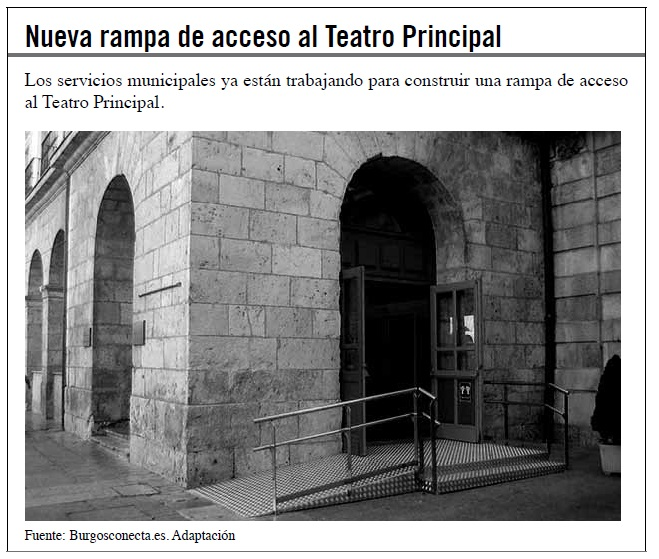 Nueva rampa de acceso al Teatro Principal
Los servicios municipales ya están trabajando para construir una rampa de acceso
al Teatro Principal.
Fuente: Burgosconecta.es. Adaptación